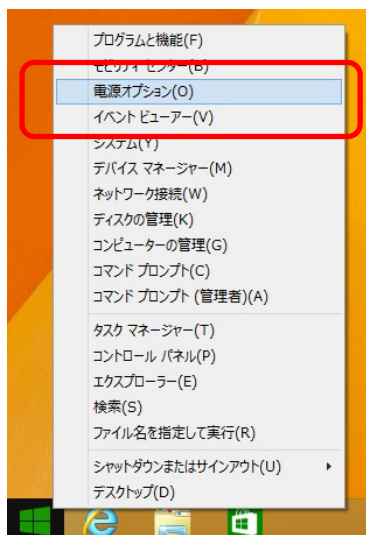 プログラムと機能(F)
モビリティ センター(B)
電源オプション(O)
イベント ビューアー(V)
システム(Y)
デバイス マネージャー(M)
ネットワーク接続(W)
ディスクの管理(K)
コンピューターの管理(G)
コマンド プロンプト(C)
コマンド プロンプト (管理者)(A)
タスク マネージャー(T)
コントロール パネル(P)
エクスプローラー(E)
検索(S)
ファイル名を指定して実行(R)
シャットダウンまたはサインアウト(U)
デスクトップ(D)